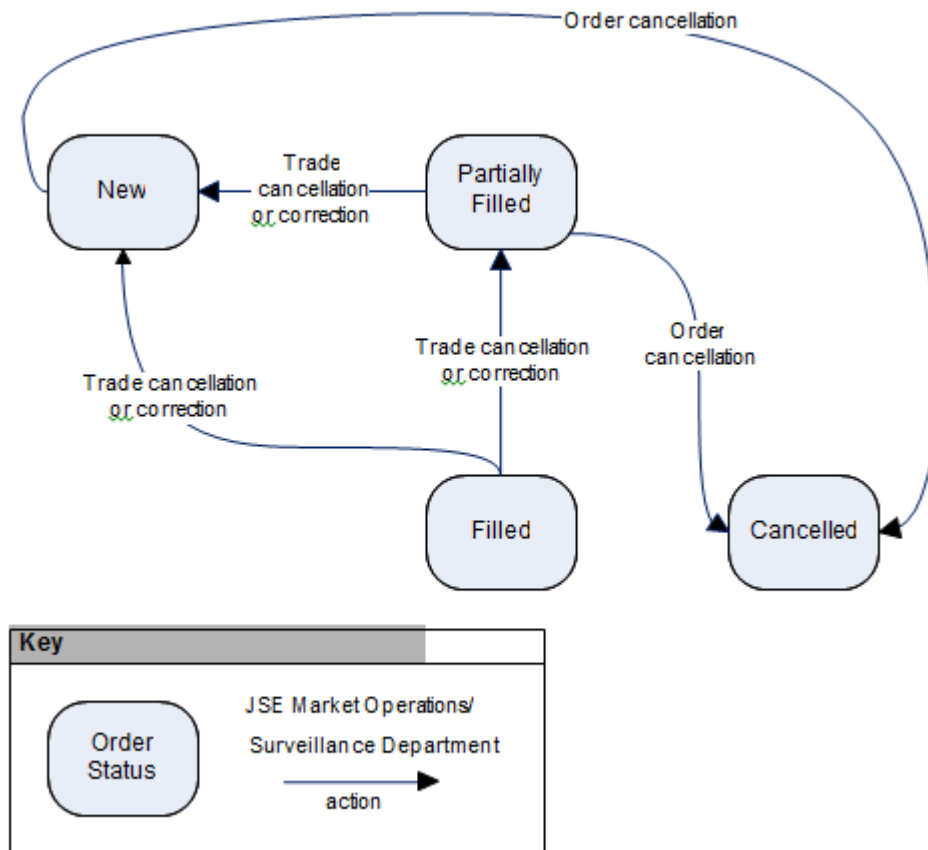 Order cancellation
New
Trade
cancellation
or correction
Partially
Filled
Order
cancellation
Trade cancellation
or correction
Trade cancellation
or correction
Filled
Cancelled
Key
Order
Status
JSE Market Operations/
Surveillance Department
action